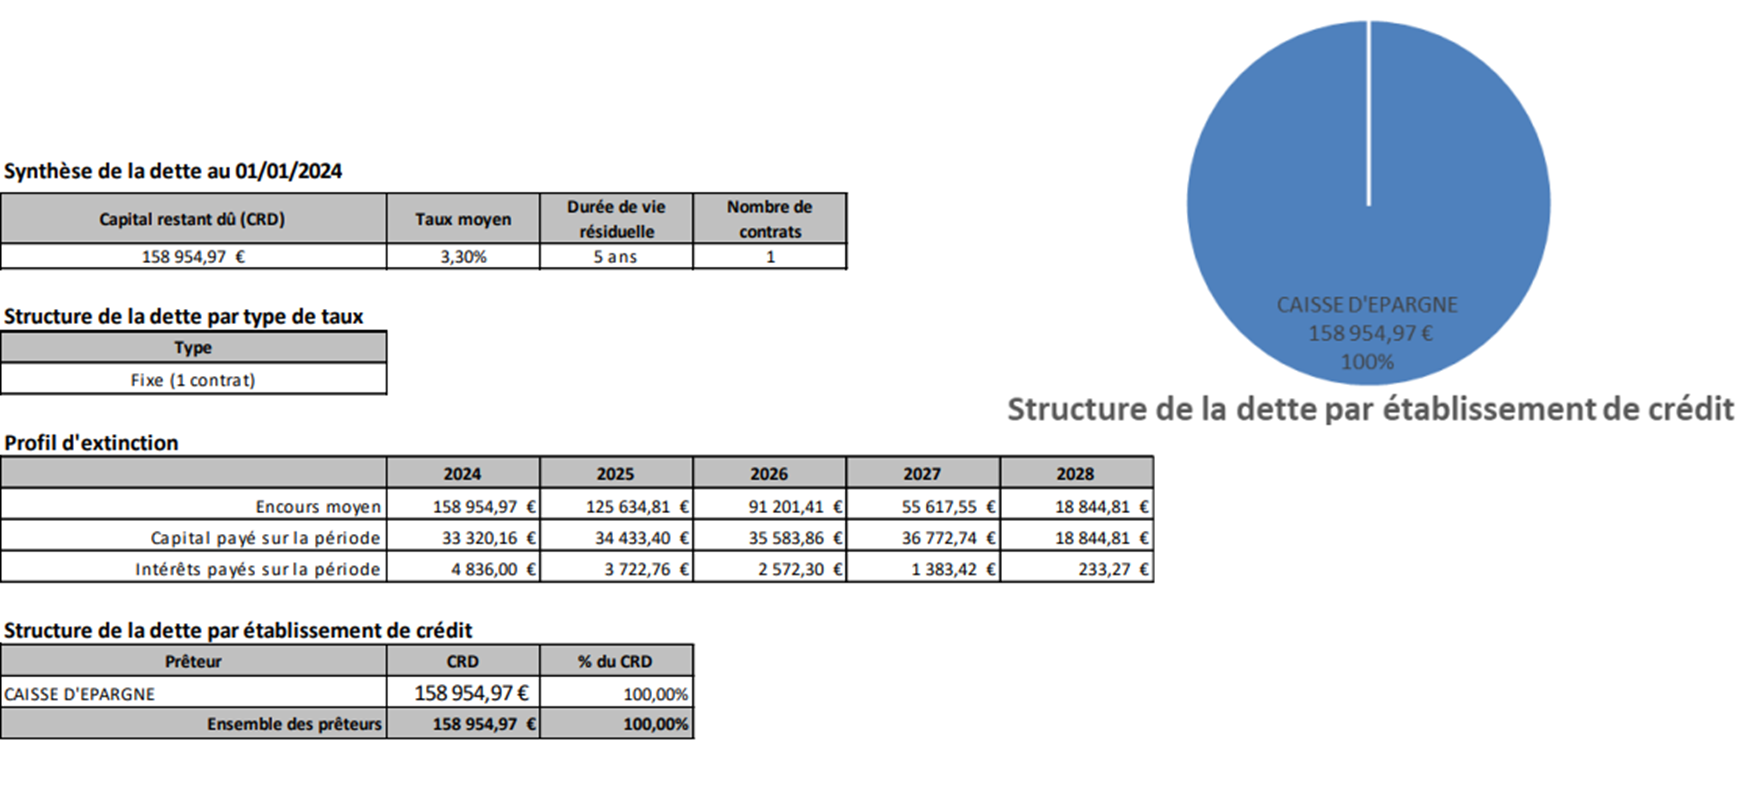 CAISSE D'EPARGNE
158 954,97 €
100%
Structure de la dette par établissement de crédit
Synthèse de la dette au 01/01/2024
Capital restant dû (CRD) Taux moyen Durée de vie résiduelle Nombre de contrats
158 954,97 € 3,30% 5 ans 1
Structure de la dette par type de taux
Type
Fixe (1 contrat)
Profil d'extinction
2024 2025 2026 2027 2028
Encours moyen 158 954,97 € 125 634,81 € 91 201,41 € 55 617,55 € 18 844,81 €
Capital payé sur la période 33 320,16 € 34 433,40 € 35 583,86 € 36 772,74 € 18 844,81 €
Intérêts payés sur la période 4 836,00 € 3 722,76 € 2 572,30 € 1 383,42 € 233,27 €
Structure de la dette par établissement de crédit
Prêteur CRD % du CRD
CAISSE D'EPARGNE 158 954,97 € 100,00%
Ensemble des prêteurs 158 954,97 € 100,00%